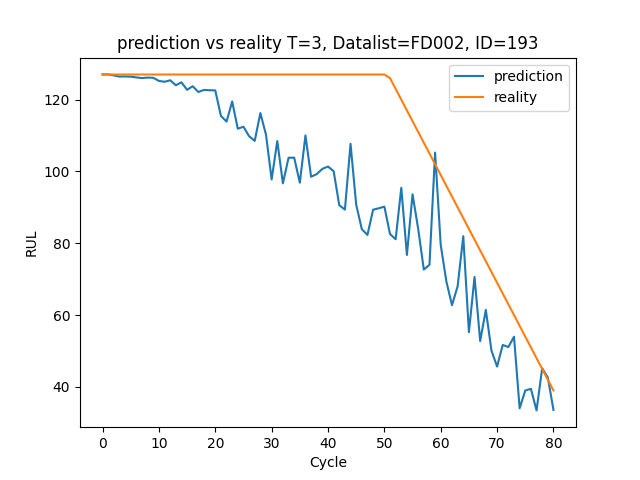 prediction vs reality T=3, Datalist=FD002, ID=193
prediction
reality
RUL
120
100
80
60
40
0 10 20 30 40 50 60 70 80
Cycle